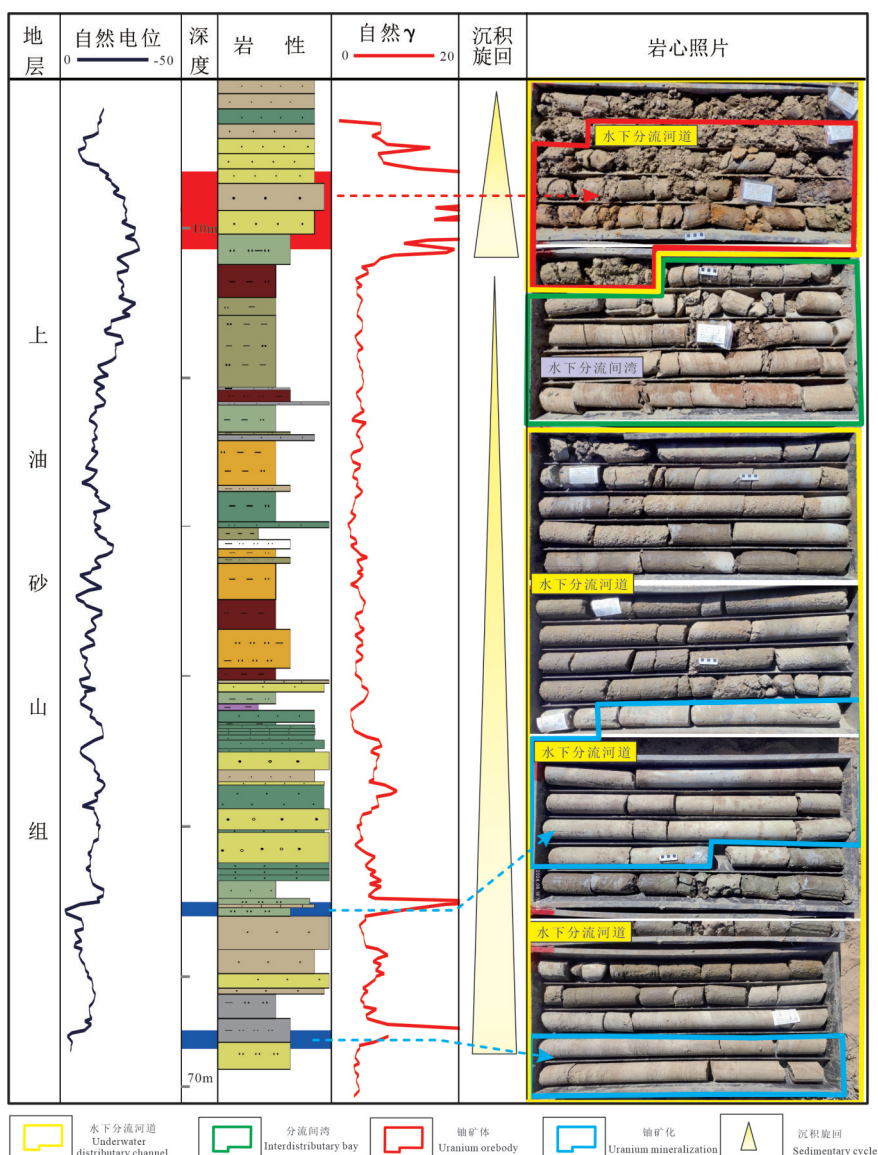 地层
自然电位
0 -50
深度
岩 性
自然γ
0 20
沉积旋回
岩心照片
上油砂山组
10m
70m
水下分流河道
水下分流间湾
水下分流河道
水下分流河道
水下分流河道
水下分流河道
Underwater
distributary channel
分流间湾
Interdistributary bay
铀矿体
Uranium orebody
铀矿化
Uranium mineralization
沉积旋回
Sedimentary cycle